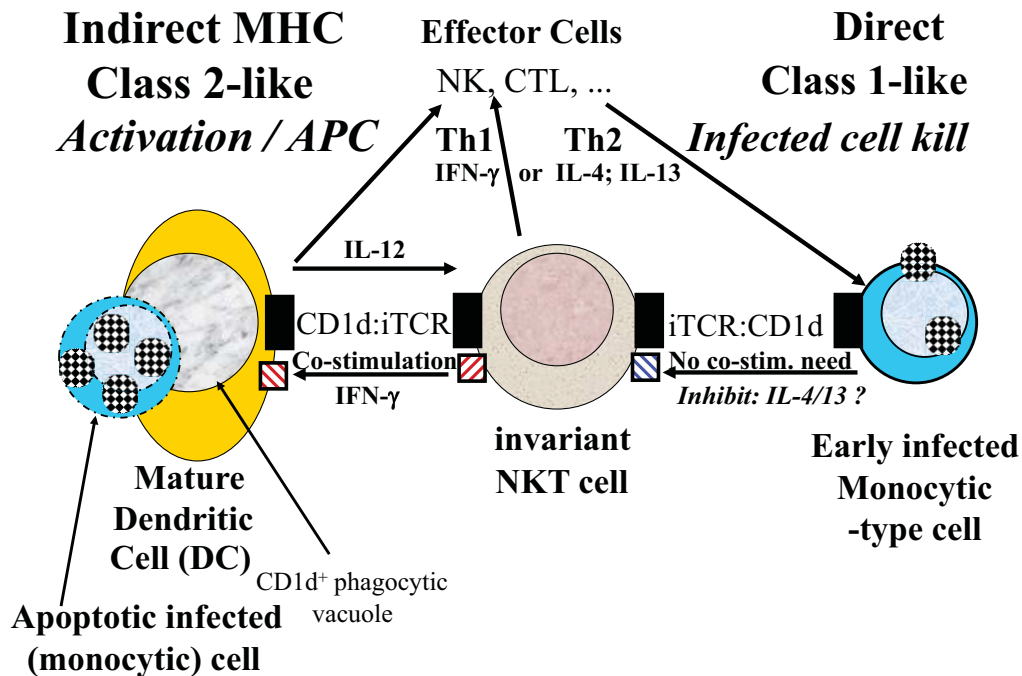 Indirect MHC
Class 2-like
Activation / APC
Effector Cells
NK, CTL, ...
Th1 Th2
IFN-γ or IL-4; IL-13
Direct
Class 1-like
Infected cell kill
IL-12
CD1d:iTCR
Co-stimulation
IFN-γ
iTCR:CD1d
No co-stim. need
Inhibit: IL-4/13 ?
invariant
NKT cell
Early infected
Monocytic
-type cell
Mature
Dendritic
Cell (DC)
CD1d⁺ phagocytic
vacuole
Apoptotic infected
(monocytic) cell